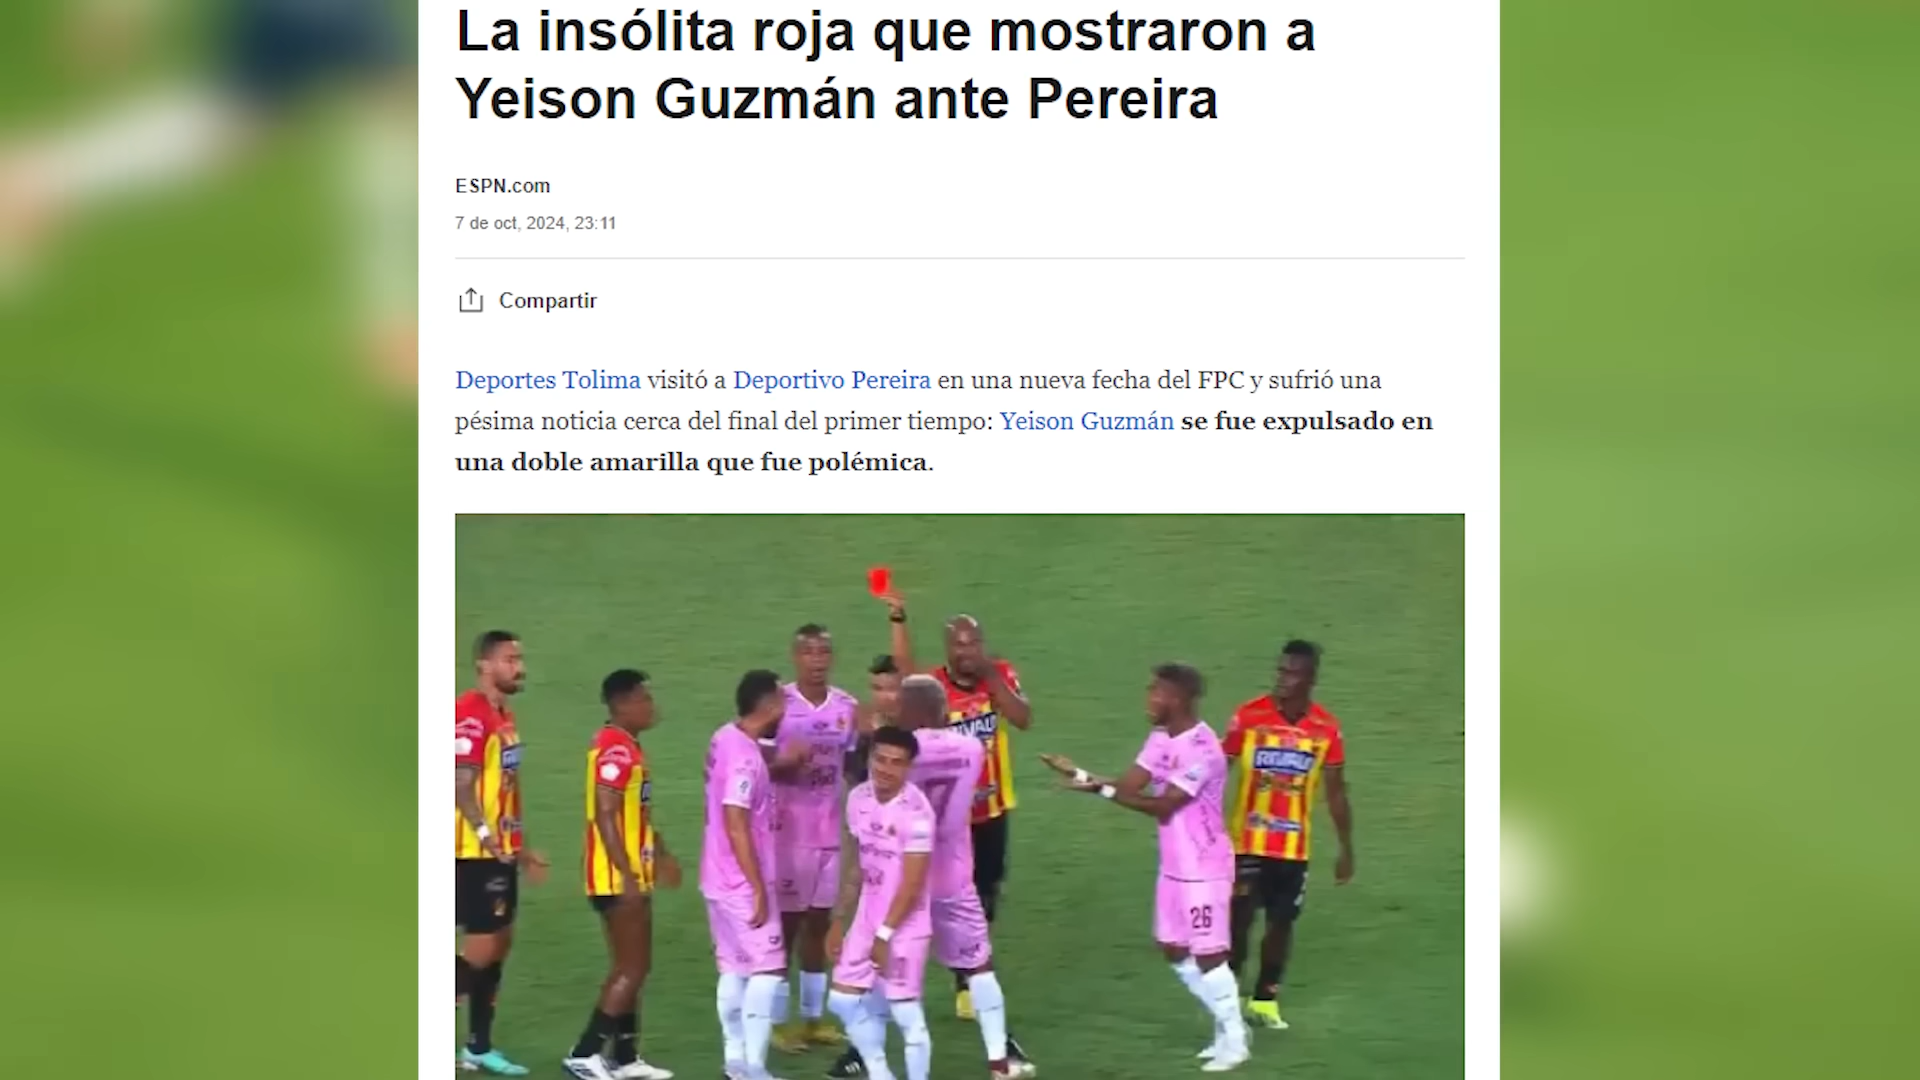 La insólita roja que mostraron a
Yeison Guzmán ante Pereira
ESPN.com
7 de oct, 2024, 23:11
Compartir
Deportes Tolima visitó a Deportivo Pereira en una nueva fecha del FPC y sufrió una
pésima noticia cerca del final del primer tiempo: Yeison Guzmán se fue expulsado en
una doble amarilla que fue polémica.
26